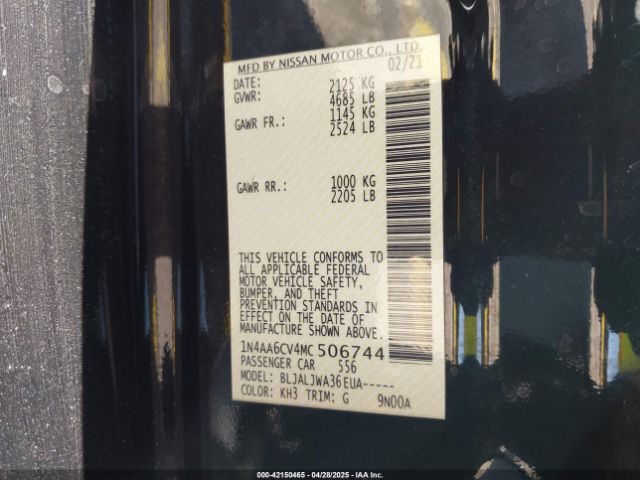 MFD BY NISSAN MOTOR CO., LTD.
DATE: 02/21
GVWR: 2125 KG
4685 LB
GAWR FR.: 1145 KG
2524 LB
GAWR RR.: 1000 KG
2205 LB
THIS VEHICLE CONFORMS TO
ALL APPLICABLE FEDERAL
MOTOR VEHICLE SAFETY,
BUMPER, AND THEFT
PREVENTION STANDARDS IN
EFFECT ON THE DATE OF
MANUFACTURE SHOWN ABOVE.
1N4AA6CV4MC506744
PASSENGER CAR 556
MODEL: BLJALJWA36EUA-----
COLOR: KH3 TRIM: G 9N00A
000-42150465 - 04/28/2025 - Copyright © 2025, IAA, Inc.